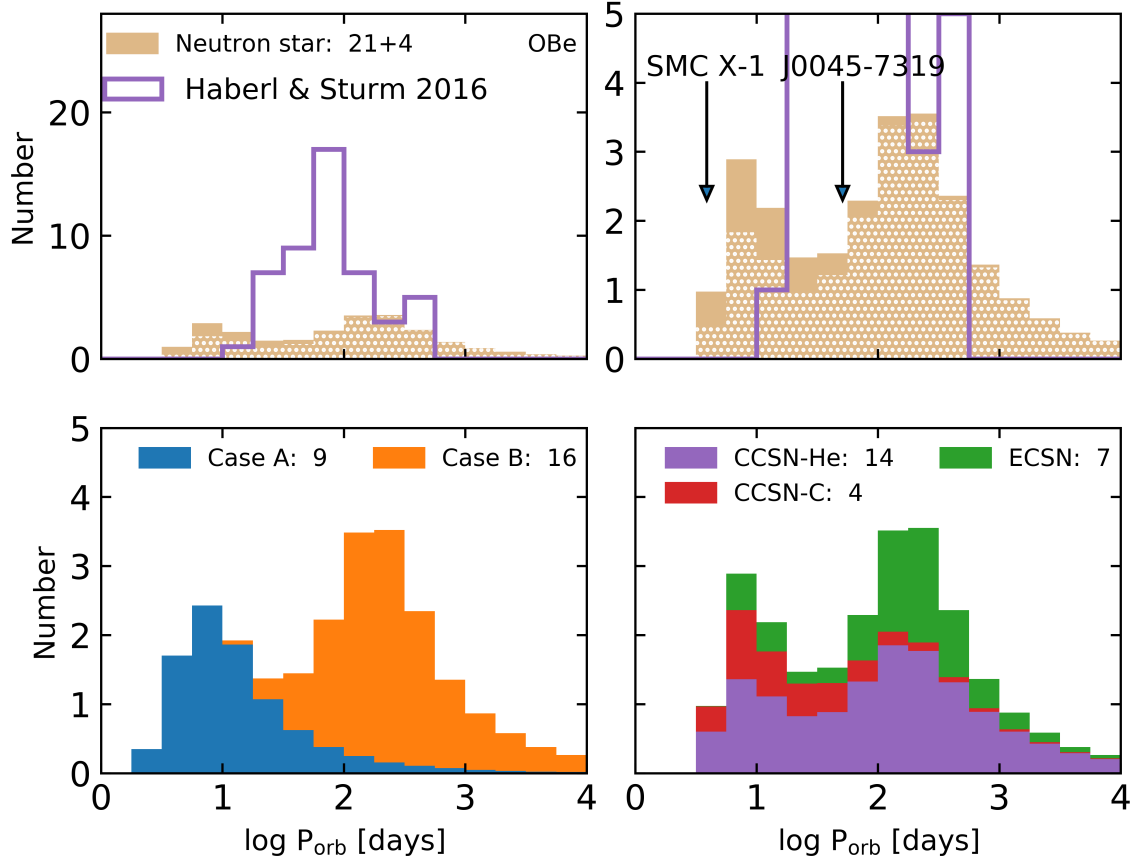 Neutron star: 21+4 OBe
Haberl & Sturm 2016
Number
20
10
0
5
4
3
2
1
0
SMC X-1 J0045-7319
Number
5
4
3
2
1
0
Case A: 9 Case B: 16
0 1 2 3 4
log P_orb [days]
CCSN-He: 14 ECSN: 7
CCSN-C: 4
0 1 2 3 4
log P_orb [days]